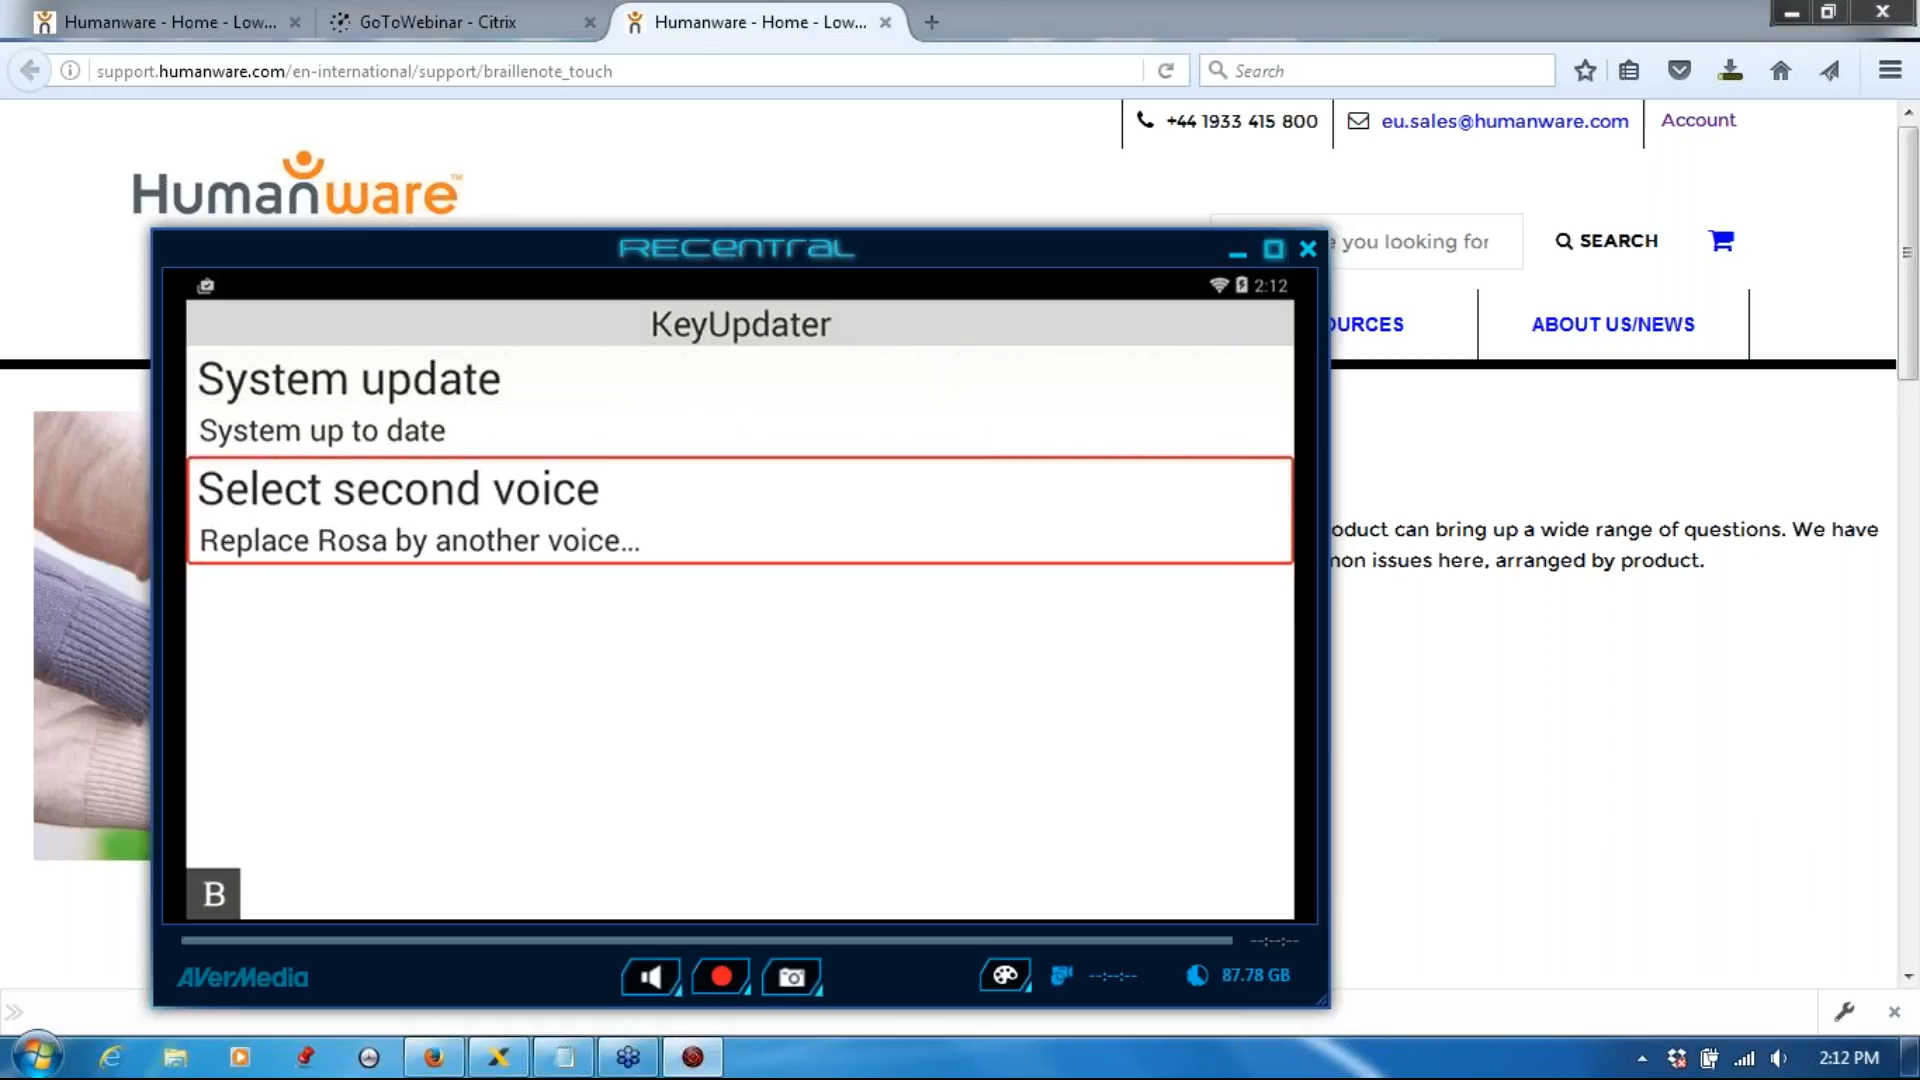 Humanware - Home - Low...
GoToWebinar - Citrix
Humanware - Home - Low...
support.humanware.com/en-international/support/braillenote_touch
Search
+44 1933 415 800
eu.sales@humanware.com
Account
Humanware™
RECentral
e you looking for
SEARCH
2:12
KeyUpdater
OURCES
ABOUT US/NEWS
System update
System up to date
Select second voice
Replace Rosa by another voice...
oduct can bring up a wide range of questions. We have
mon issues here, arranged by product.
B
--:--:--
AVerMedia
--:--:--
87.78 GB
2:12 PM